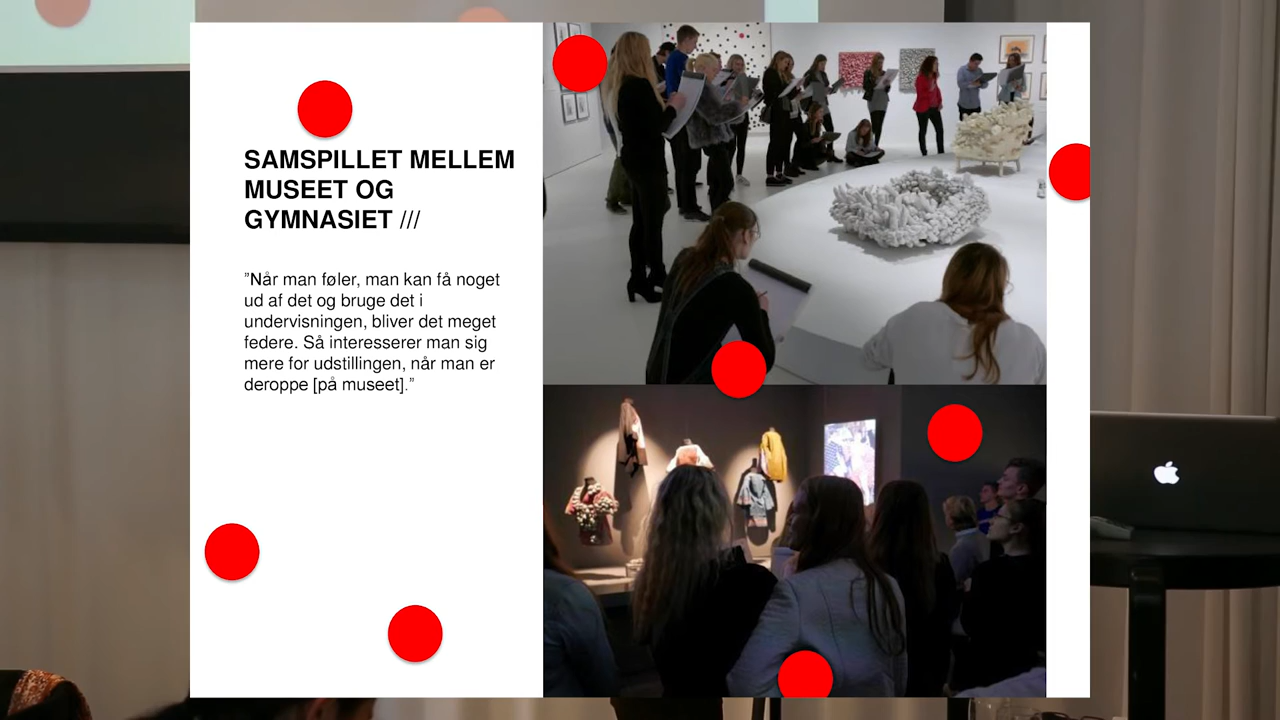 SAMSPILLET MELLEM
MUSEET OG
GYMNASIET ///
”Når man føler, man kan få noget
ud af det og bruge det i
undervisningen, bliver det meget
federe. Så interesserer man sig
mere for udstillingen, når man er
deroppe [på museet].”